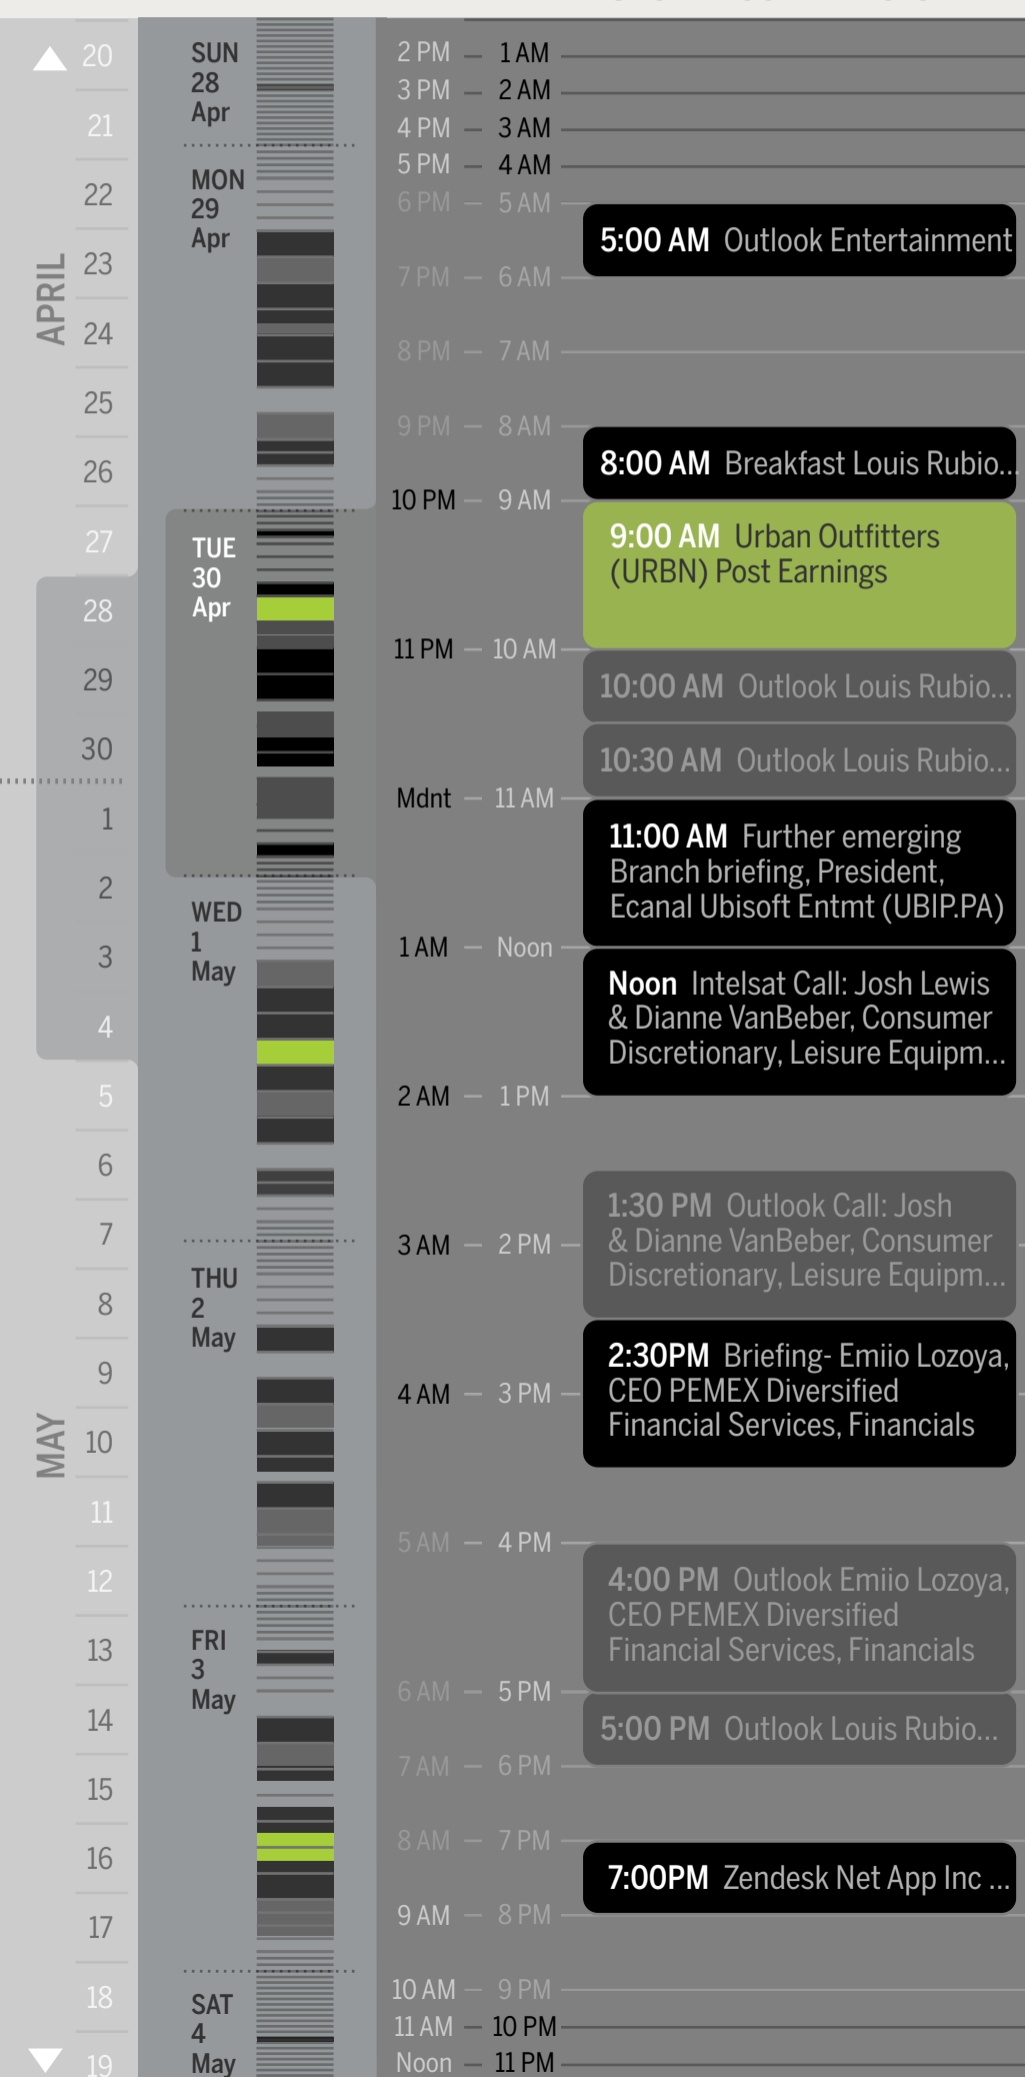 APRIL
20
21
22
23
24
25
26
27
28
29
30
MAY
1
2
3
4
5
6
7
8
9
10
11
12
13
14
15
16
17
18
19
SUN
28
Apr
MON
29
Apr
TUE
30
Apr
WED
1
May
THU
2
May
FRI
3
May
SAT
4
May
2 PM – 1 AM
3 PM – 2 AM
4 PM – 3 AM
5 PM – 4 AM
6 PM – 5 AM
7 PM – 6 AM
8 PM – 7 AM
9 PM – 8 AM
10 PM – 9 AM
11 PM – 10 AM
Mdnt – 11 AM
1 AM – Noon
2 AM – 1 PM
3 AM – 2 PM
4 AM – 3 PM
5 AM – 4 PM
6 AM – 5 PM
7 AM – 6 PM
8 AM – 7 PM
9 AM – 8 PM
10 AM – 9 PM
11 AM – 10 PM
Noon – 11 PM
5:00 AM Outlook Entertainment
8:00 AM Breakfast Louis Rubio...
9:00 AM Urban Outfitters
(URBN) Post Earnings
10:00 AM Outlook Louis Rubio...
10:30 AM Outlook Louis Rubio...
11:00 AM Further emerging
Branch briefing, President,
Ecanal Ubisoft Entmt (UBIP.PA)
Noon Intelsat Call: Josh Lewis
& Dianne VanBeber, Consumer
Discretionary, Leisure Equipm...
1:30 PM Outlook Call: Josh
& Dianne VanBeber, Consumer
Discretionary, Leisure Equipm...
2:30PM Briefing- Emiio Lozoya,
CEO PEMEX Diversified
Financial Services, Financials
4:00 PM Outlook Emiio Lozoya,
CEO PEMEX Diversified
Financial Services, Financials
5:00 PM Outlook Louis Rubio...
7:00PM Zendesk Net App Inc ...